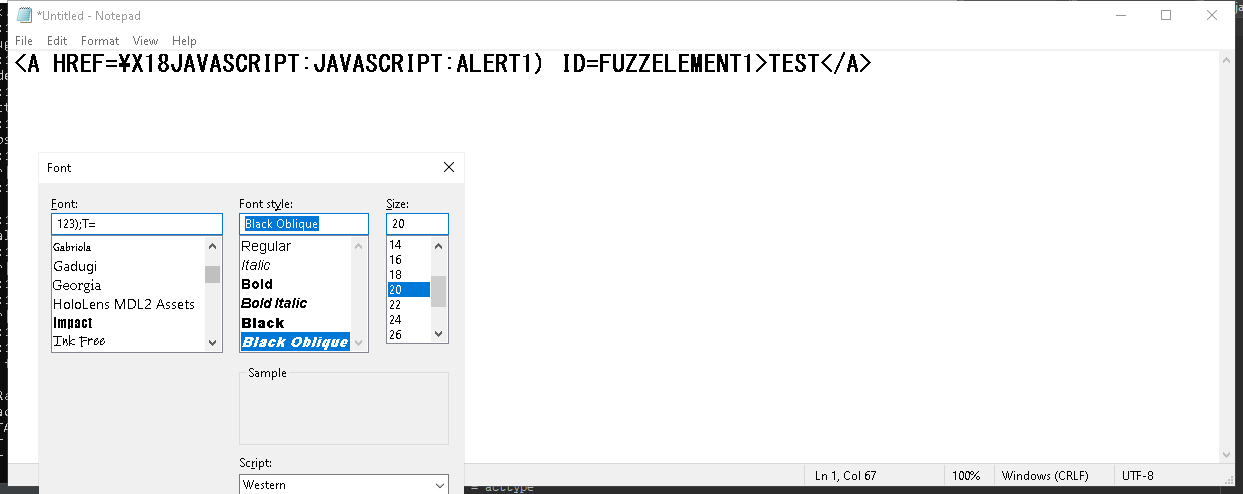 *Untitled - Notepad
File Edit Format View Help
<A HREF=¥X18JAVASCRIPT:JAVASCRIPT:ALERT1) ID=FUZZELEMENT1>TEST</A>
Font
Font: Font style: Size:
123);T= Black Oblique 20
Gabriola Regular 14
Gadugi Italic 16
Georgia Bold 18
HoloLens MDL2 Assets Bold Italic 20
Impact Black 22
Ink Free Black Oblique 24
26
Sample
Script:
Western
Ln 1, Col 67 100% Windows (CRLF) UTF-8
= acctype